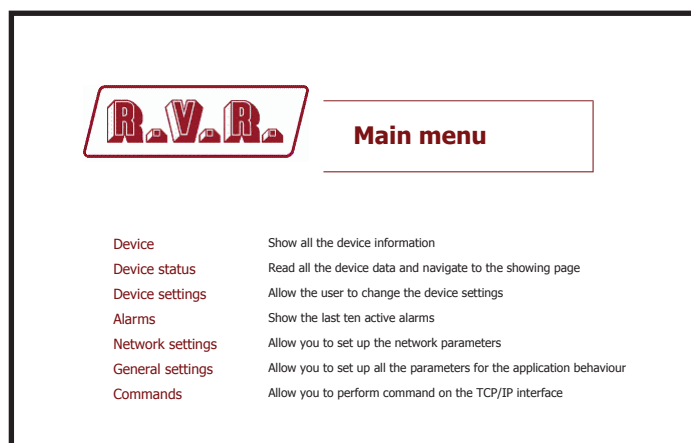 R.V.R.
Main menu
Device Show all the device information
Device status Read all the device data and navigate to the showing page
Device settings Allow the user to change the device settings
Alarms Show the last ten active alarms
Network settings Allow you to set up the network parameters
General settings Allow you to set up all the parameters for the application behaviour
Commands Allow you to perform command on the TCP/IP interface